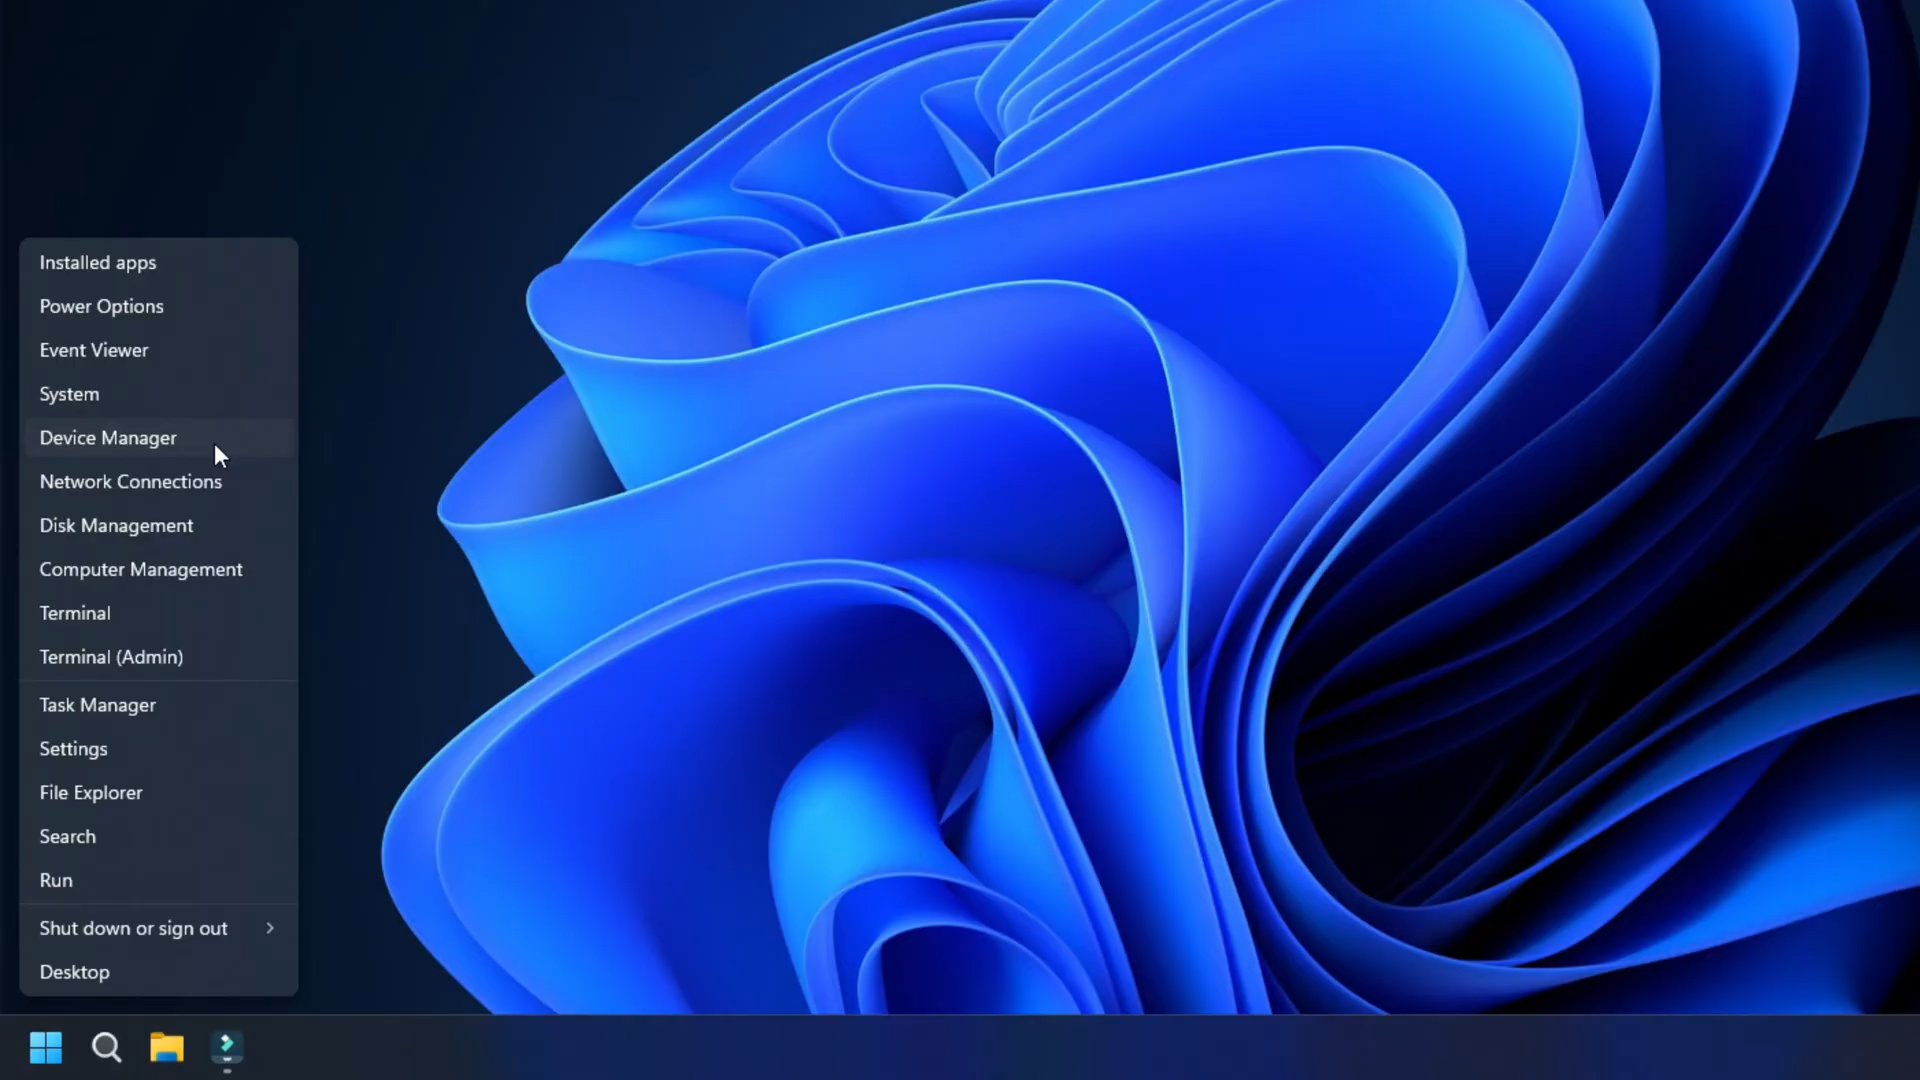 Installed apps
Power Options
Event Viewer
System
Device Manager
Network Connections
Disk Management
Computer Management
Terminal
Terminal (Admin)
Task Manager
Settings
File Explorer
Search
Run
Shut down or sign out
Desktop